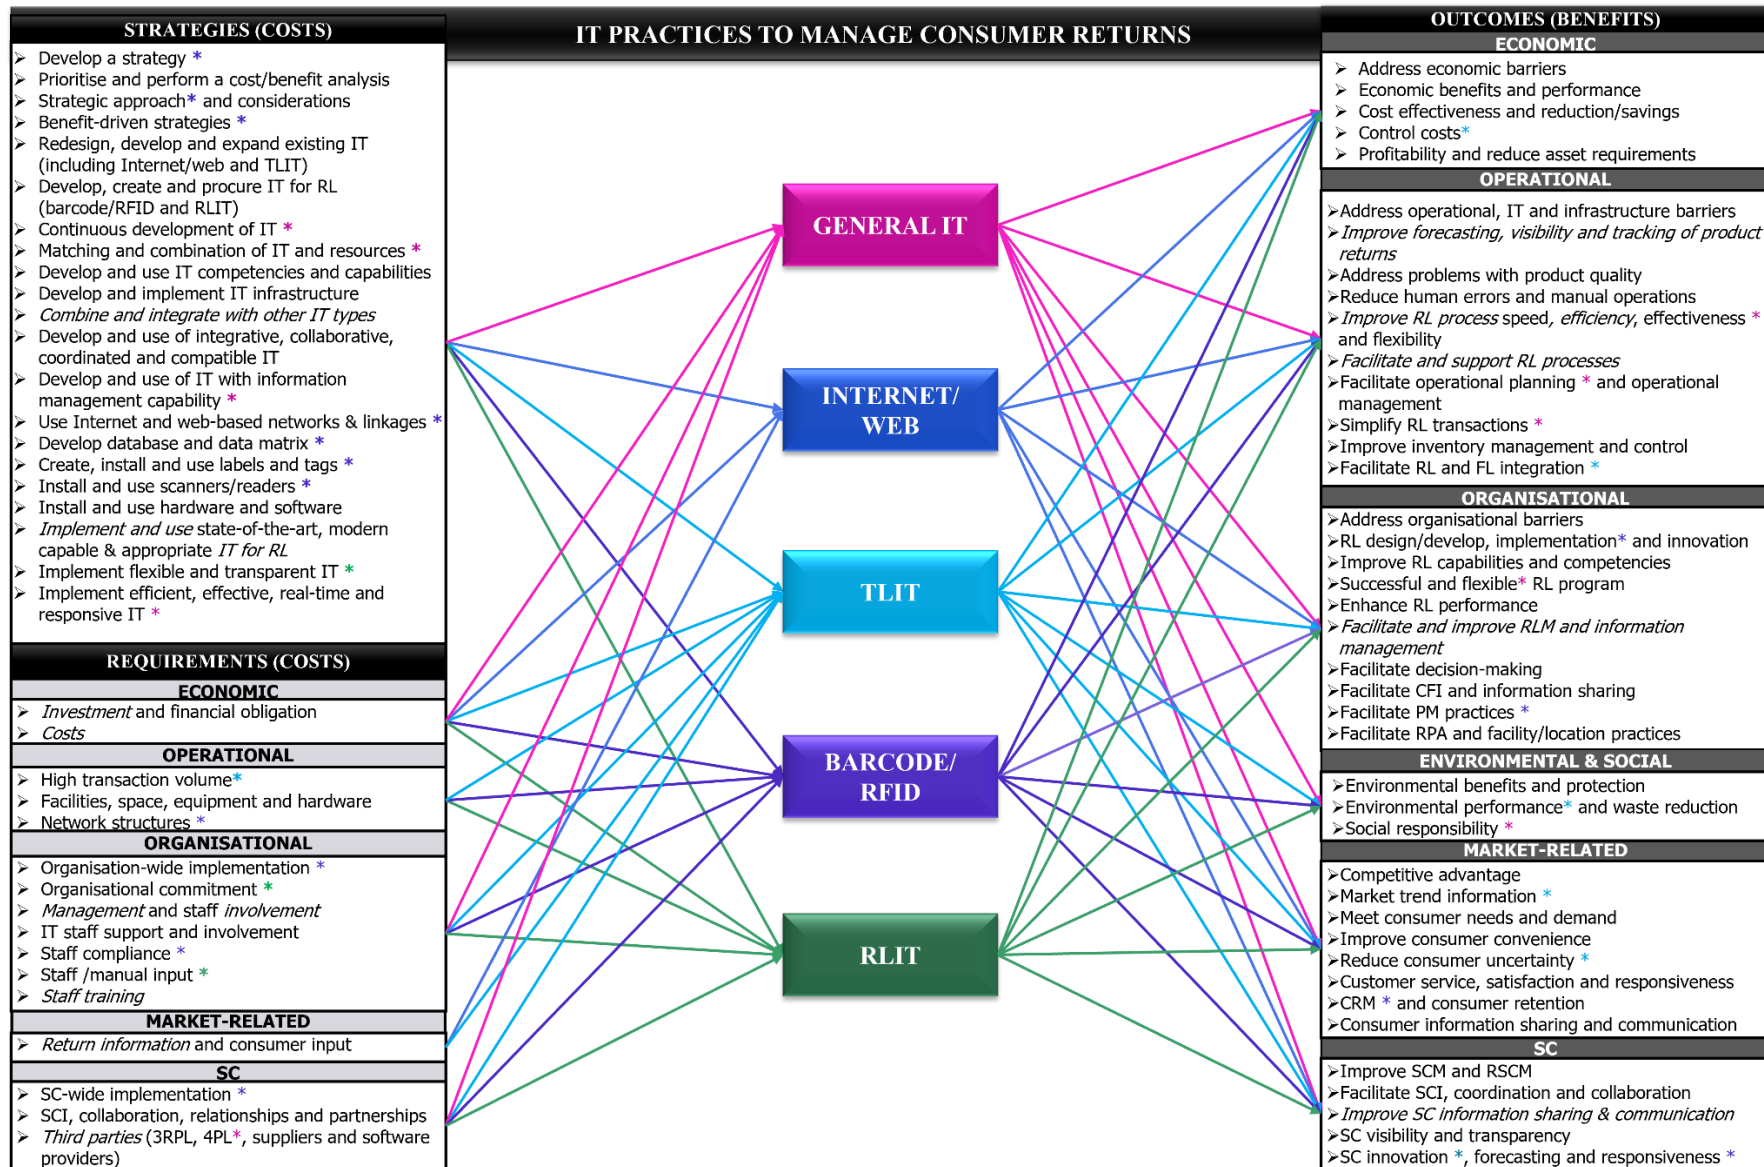 IT PRACTICES TO MANAGE CONSUMER RETURNS
STRATEGIES (COSTS)
➢ Develop a strategy *
➢ Prioritise and perform a cost/benefit analysis
➢ Strategic approach* and considerations
➢ Benefit-driven strategies *
➢ Redesign, develop and expand existing IT
(including Internet/web and TLIT)
➢ Develop, create and procure IT for RL
(barcode/RFID and RLIT)
➢ Continuous development of IT *
➢ Matching and combination of IT and resources *
➢ Develop and use IT competencies and capabilities
➢ Develop and implement IT infrastructure
➢ Combine and integrate with other IT types
➢ Develop and use of integrative, collaborative,
coordinated and compatible IT
➢ Develop and use of IT with information
management capability *
➢ Use Internet and web-based networks & linkages *
➢ Develop database and data matrix *
➢ Create, install and use labels and tags *
➢ Install and use scanners/readers *
➢ Install and use hardware and software
➢ Implement and use state-of-the-art, modern
capable & appropriate IT for RL
➢ Implement flexible and transparent IT *
➢ Implement efficient, effective, real-time and
responsive IT *
REQUIREMENTS (COSTS)
ECONOMIC
➢ Investment and financial obligation
➢ Costs
OPERATIONAL
➢ High transaction volume*
➢ Facilities, space, equipment and hardware
➢ Network structures *
ORGANISATIONAL
➢ Organisation-wide implementation *
➢ Organisational commitment *
➢ Management and staff involvement
➢ IT staff support and involvement
➢ Staff compliance *
➢ Staff /manual input *
➢ Staff training
MARKET-RELATED
➢ Return information and consumer input
SC
➢ SC-wide implementation *
➢ SCI, collaboration, relationships and partnerships
➢ Third parties (3RPL, 4PL*, suppliers and software
providers)
GENERAL IT
INTERNET/
WEB
TLIT
BARCODE/
RFID
RLIT
OUTCOMES (BENEFITS)
ECONOMIC
➢ Address economic barriers
➢ Economic benefits and performance
➢ Cost effectiveness and reduction/savings
➢ Control costs*
➢ Profitability and reduce asset requirements
OPERATIONAL
➢Address operational, IT and infrastructure barriers
➢Improve forecasting, visibility and tracking of product
returns
➢Address problems with product quality
➢Reduce human errors and manual operations
➢Improve RL process speed, efficiency, effectiveness *
and flexibility
➢Facilitate and support RL processes
➢Facilitate operational planning * and operational
management
➢Simplify RL transactions *
➢Improve inventory management and control
➢Facilitate RL and FL integration *
ORGANISATIONAL
➢Address organisational barriers
➢RL design/develop, implementation* and innovation
➢Improve RL capabilities and competencies
➢Successful and flexible* RL program
➢Enhance RL performance
➢Facilitate and improve RLM and information
management
➢Facilitate decision-making
➢Facilitate CFI and information sharing
➢Facilitate PM practices *
➢Facilitate RPA and facility/location practices
ENVIRONMENTAL & SOCIAL
➢Environmental benefits and protection
➢Environmental performance* and waste reduction
➢Social responsibility *
MARKET-RELATED
➢Competitive advantage
➢Market trend information *
➢Meet consumer needs and demand
➢Improve consumer convenience
➢Reduce consumer uncertainty *
➢Customer service, satisfaction and responsiveness
➢CRM * and consumer retention
➢Consumer information sharing and communication
SC
➢Improve SCM and RSCM
➢Facilitate SCI, coordination and collaboration
➢Improve SC information sharing & communication
➢SC visibility and transparency
➢SC innovation *, forecasting and responsiveness *